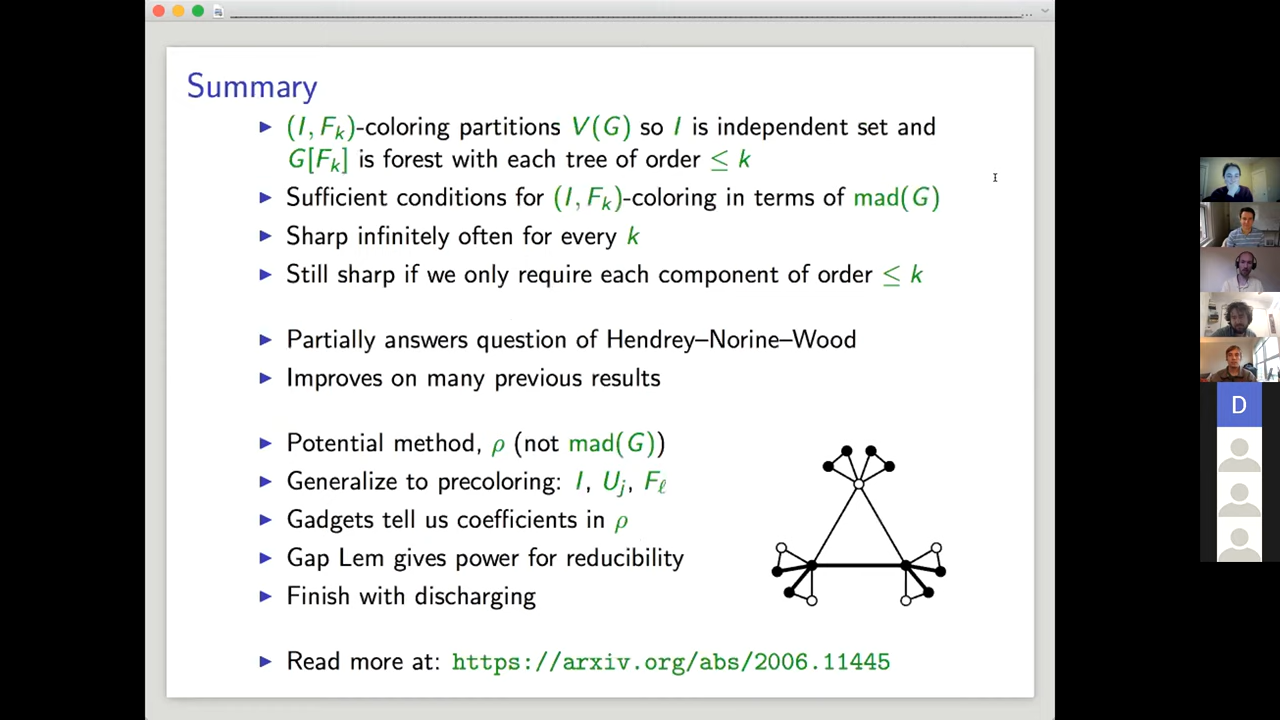 Summary
(I, F_k)-coloring partitions V(G) so I is independent set and
G[F_k] is forest with each tree of order ≤ k
Sufficient conditions for (I, F_k)-coloring in terms of mad(G)
Sharp infinitely often for every k
Still sharp if we only require each component of order ≤ k
Partially answers question of Hendrey–Norine–Wood
Improves on many previous results
Potential method, ρ (not mad(G))
Generalize to precoloring: I, U_j, F_ℓ
Gadgets tell us coefficients in ρ
Gap Lem gives power for reducibility
Finish with discharging
Read more at: https://arxiv.org/abs/2006.11445
D